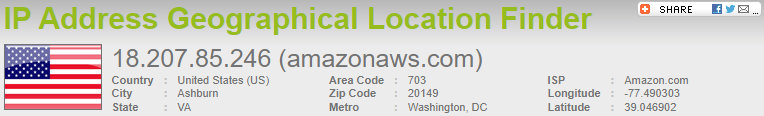 IP Address Geographical Location Finder
SHARE ...
18.207.85.246 (amazonaws.com)
Country : United States (US) Area Code : 703 ISP : Amazon.com
City : Ashburn Zip Code : 20149 Longitude : -77.490303
State : VA Metro : Washington, DC Latitude : 39.046902